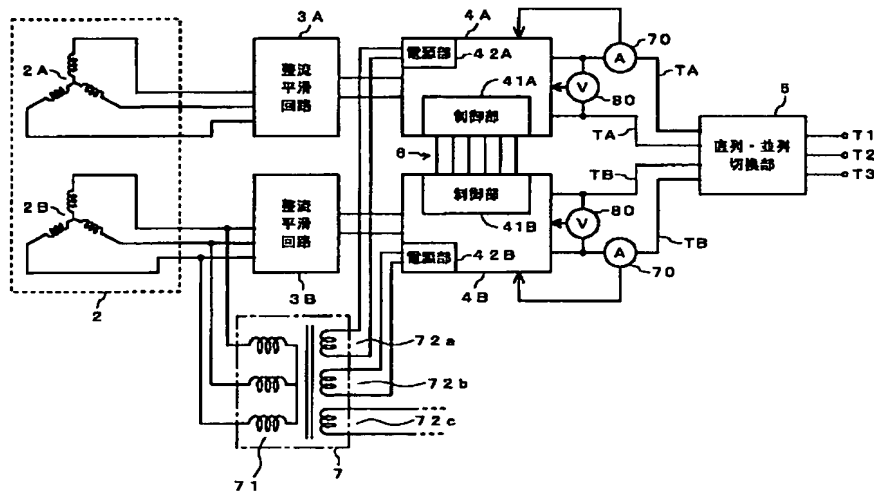 3A
4A
70
2A
整流
平滑
回路
電源部
42A
41A
制御部
A
TA
V
80
TA
5
直列・並列
切換部
T1
T2
T3
6
2B
整流
平滑
回路
制御部
41B
TB
V
80
TB
電源部
42B
A
70
2
3B
4B
72a
72b
72c
71
7